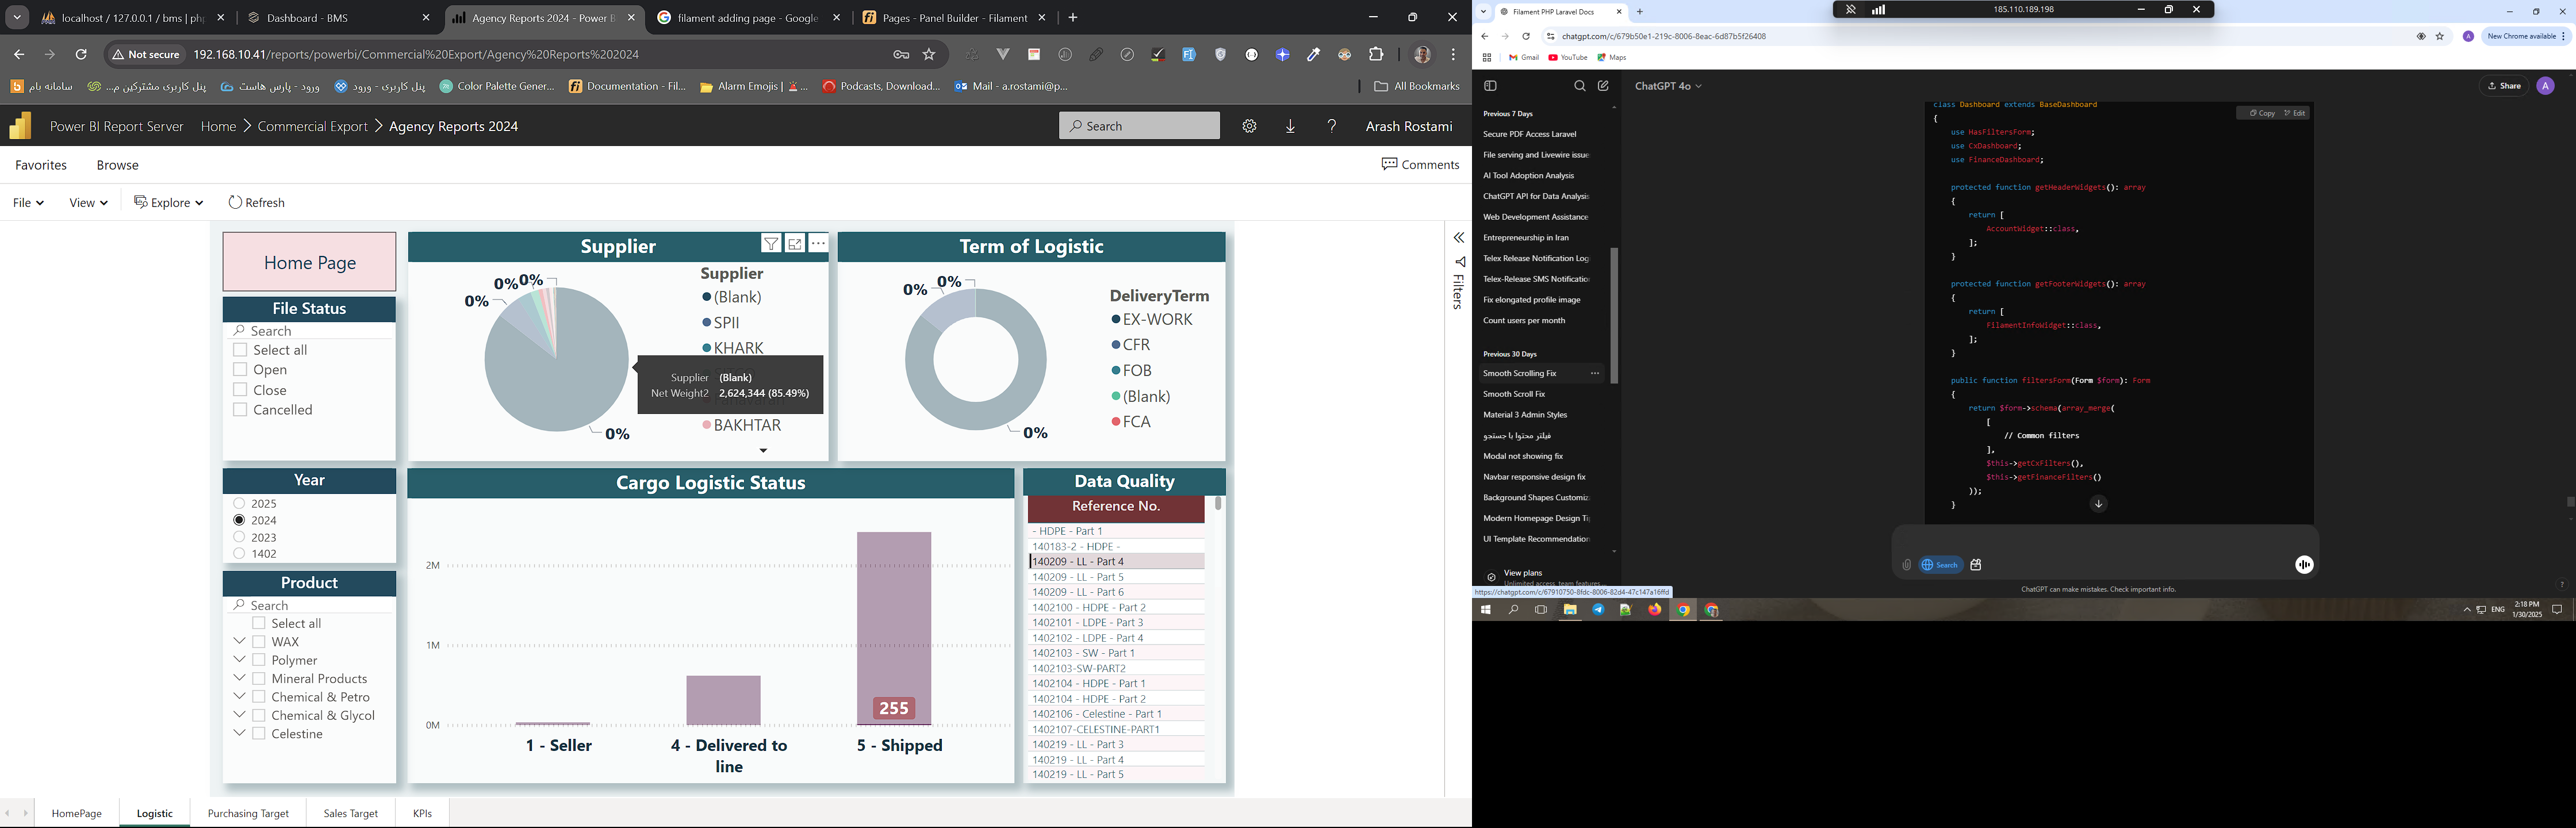 localhost / 127.0.0.1 / bms | php
Dashboard - BMS
Agency Reports 2024 - Power B
filament adding page - Google
Pages - Panel Builder - Filament
Not secure
192.168.10.41/reports/powerbi/Commercial%20Export/Agency%20Reports%202024
سامانه بام
پنل کاربری مشترکین م...
ورود - پارس هاست
پنل کاربری - ورود
Color Palette Gener...
Documentation - Fil...
Alarm Emojis | 🚨...
Podcasts, Download...
Mail - a.rostami@p...
All Bookmarks
Power BI Report Server
Home > Commercial Export > Agency Reports 2024
Search
Arash Rostami
Favorites
Browse
Comments
File
View
Explore
Refresh
Home Page
File Status
Search
Select all
Open
Close
Cancelled
Year
2025
2024
2023
1402
Product
Search
Select all
WAX
Polymer
Mineral Products
Chemical & Petro
Chemical & Glycol
Celestine
Supplier
0%
0%
0%
0%
Supplier
(Blank)
SPII
KHARK
BAKHTAR
Supplier (Blank)
Net Weight2 2,624,344 (85.49%)
Term of Logistic
0%
0%
0%
DeliveryTerm
EX-WORK
CFR
FOB
(Blank)
FCA
Filters
Cargo Logistic Status
2M
1M
0M
255
1 - Seller
4 - Delivered to
line
5 - Shipped
Data Quality
Reference No.
- HDPE - Part 1
140183-2 - HDPE -
140209 - LL - Part 4
140209 - LL - Part 5
140209 - LL - Part 6
1402100 - HDPE - Part 2
1402101 - LDPE - Part 3
1402102 - LDPE - Part 4
1402103 - SW - Part 1
1402103-SW-PART2
1402104 - HDPE - Part 1
1402104 - HDPE - Part 2
1402106 - Celestine - Part 1
1402107-CELESTINE-PART1
140219 - LL - Part 3
140219 - LL - Part 4
140219 - LL - Part 5
HomePage
Logistic
Purchasing Target
Sales Target
KPIs
Filament PHP Laravel Docs
185.110.189.198
chatgpt.com/c/679b50e1-219c-8006-8eac-6d87b5f26408
New Chrome available
Gmail
YouTube
Maps
ChatGPT 4o
Share
A
Previous 7 Days
Secure PDF Access Laravel
File serving and Livewire issue
AI Tool Adoption Analysis
ChatGPT API for Data Analysis
Web Development Assistance
Entrepreneurship in Iran
Telex Release Notification Log
Telex-Release SMS Notification
Fix elongated profile image
Count users per month
Previous 30 Days
Smooth Scrolling Fix
Smooth Scroll Fix
Material 3 Admin Styles
فیلتر محتوا با جستجو
Modal not showing fix
Navbar responsive design fix
Background Shapes Customiz
Modern Homepage Design Ti
UI Template Recommendation
View plans
Unlimited access, team features...
https://chatgpt.com/c/67910750-8fdc-8006-82d4-47c147a16ffd
class Dashboard extends BaseDashboard
Copy
Edit
{
use HasFiltersForm;
use CxDashboard;
use FinanceDashboard;
protected function getHeaderWidgets(): array
{
return [
AccountWidget::class,
];
}
protected function getFooterWidgets(): array
{
return [
FilamentInfoWidget::class,
];
}
public function filtersForm(Form $form): Form
{
return $form->schema(array_merge(
[
// Common filters
],
$this->getCxFilters(),
$this->getFinanceFilters()
));
}
Search
ChatGPT can make mistakes. Check important info.
?
ENG
2:18 PM
1/30/2025